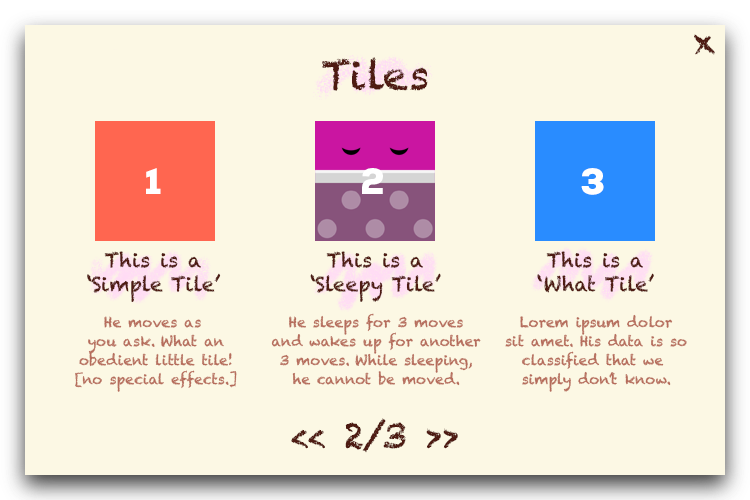 X
Tiles
1
2
3
This is a
‘Simple Tile’
This is a
‘Sleepy Tile’
This is a
‘What Tile’
He moves as
you ask. What an
obedient little tile!
[no special effects.]
He sleeps for 3 moves
and wakes up for another
3 moves. While sleeping,
he cannot be moved.
Lorem ipsum dolor
sit amet. His data is so
classified that we
simply don't know.
<< 2/3 >>